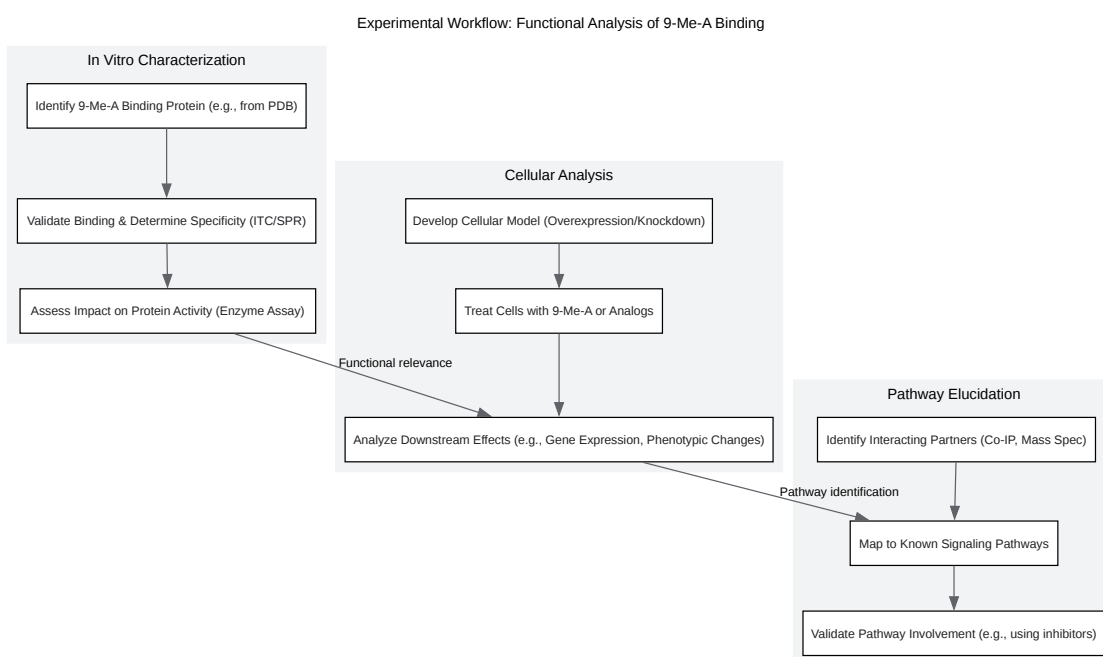 Experimental Workflow: Functional Analysis of 9-Me-A Binding
In Vitro Characterization
Identify 9-Me-A Binding Protein (e.g., from PDB)
Validate Binding & Determine Specificity (ITC/SPR)
Assess Impact on Protein Activity (Enzyme Assay)
Functional relevance
Cellular Analysis
Develop Cellular Model (Overexpression/Knockdown)
Treat Cells with 9-Me-A or Analogs
Analyze Downstream Effects (e.g., Gene Expression, Phenotypic Changes)
Pathway identification
Pathway Elucidation
Identify Interacting Partners (Co-IP, Mass Spec)
Map to Known Signaling Pathways
Validate Pathway Involvement (e.g., using inhibitors)